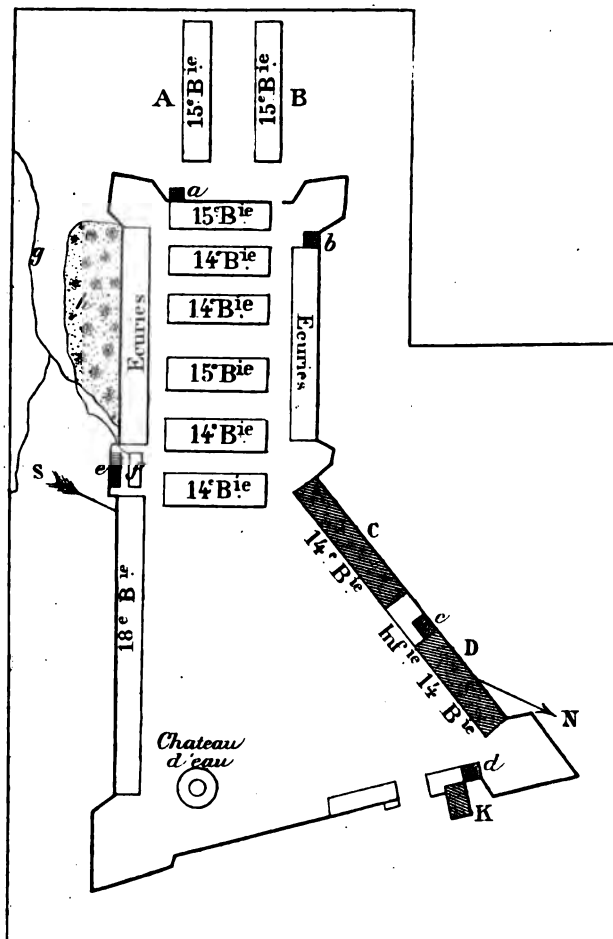 A
15e Bie
15e Bie
B
a
15e Bie
b
14e Bie
g
14e Bie
Ecuries
Ecuries
15e Bie
14e Bie
e
f
S
14e Bie
C
14e Bie
18e Bie
c
Infie
D
14 Bie
N
Chateau
d'eau
d
K